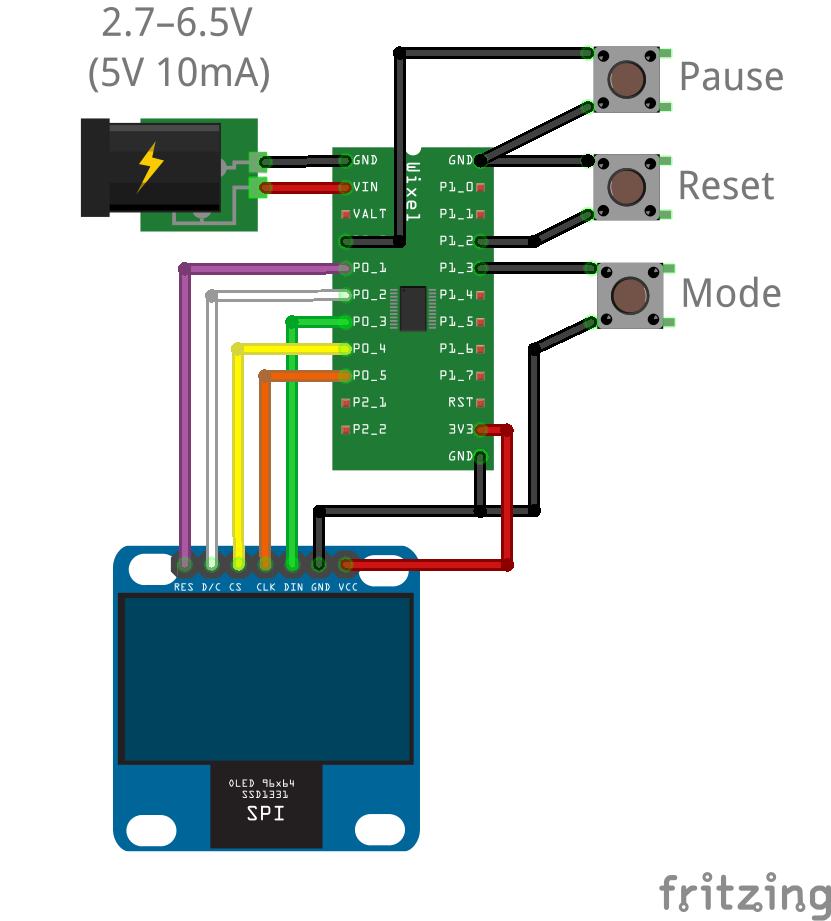 2.7–6.5V
(5V 10mA)
Pause
Reset
Mode
Wixel
GND
VIN
VALT
P0_1
P0_2
P0_3
P0_4
P0_5
P2_1
P2_2
GND
P1_0
P1_1
P1_2
P1_3
P1_4
P1_5
P1_6
P1_7
RST
3V3
GND
RES D/C CS CLK DIN GND VCC
OLED 96x64
SSD1331
SPI
fritzing